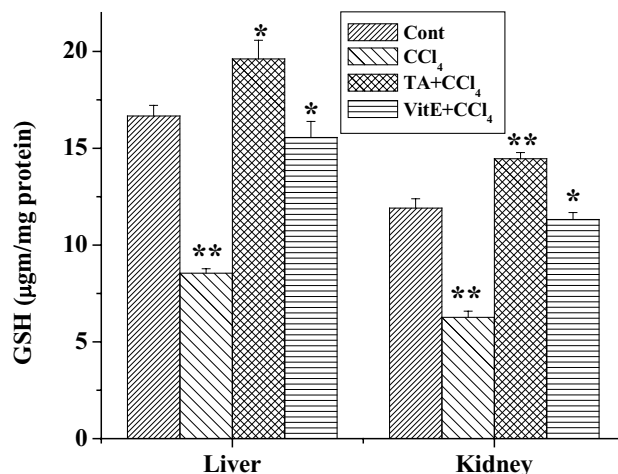 GSH (μgm/mg protein)
20
15
10
5
0
Cont
CCl4
TA+CCl4
VitE+CCl4
*
*
**
**
*
**
Liver
Kidney